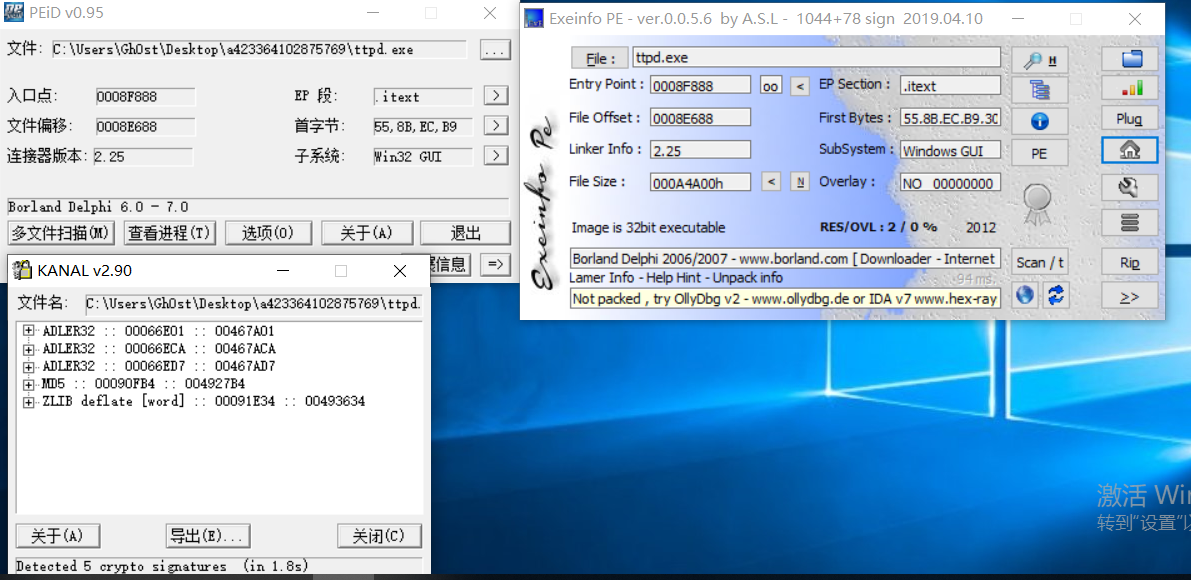 PEiD v0.95
文件: C:\Users\Gh0st\Desktop\a423364102875769\ttpd.exe ...
入口点: 0008F888 EP 段: .itext >
文件偏移: 0008E688 首字节: 55,8B,EC,B9 >
连接器版本: 2.25 子系统: Win32 GUI >
Borland Delphi 6.0 - 7.0
多文件扫描(M) 查看进程(T) 选项(O) 关于(A) 退出
信息 =>
KANAL v2.90
文件名: C:\Users\Gh0st\Desktop\a423364102875769\ttpd.
ADLER32 :: 00066E01 :: 00467A01
ADLER32 :: 00066ECA :: 00467ACA
ADLER32 :: 00066ED7 :: 00467AD7
MD5 :: 00090FB4 :: 004927B4
ZLIB deflate [word] :: 00091E34 :: 00493634
关于(A) 导出(E)... 关闭(C)
Detected 5 crypto signatures (in 1.8s)
Exeinfo PE - ver.0.0.5.6 by A.S.L - 1044+78 sign 2019.04.10
Exeinfo Pe
File : ttpd.exe H
Entry Point : 0008F888 oo < EP Section : .itext
File Offset : 0008E688 First Bytes : 55.8B.EC.B9.3C Plug
Linker Info : 2.25 SubSystem : Windows GUI PE
File Size : 000A4A00h < N Overlay : NO 00000000
Image is 32bit executable RES/OVL : 2 / 0 % 2012
Borland Delphi 2006/2007 - www.borland.com [ Downloader - Internet Scan / t Rip
Lamer Info - Help Hint - Unpack info 94 ms.
Not packed , try OllyDbg v2 - www.ollydbg.de or IDA v7 www.hex-ray >>
激活 Win
转到"设置"以